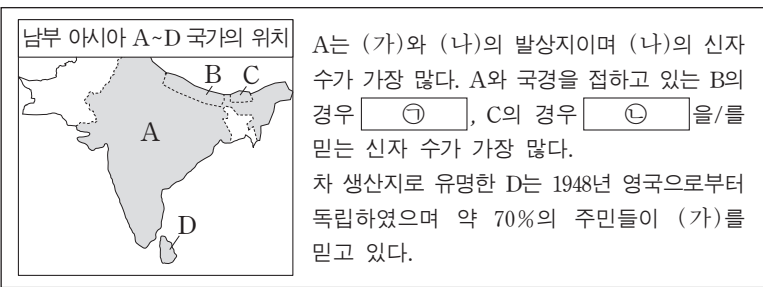 남부 아시아 A~D 국가의 위치
B
C
A
D
A는 (가)와 (나)의 발상지이며 (나)의 신자
수가 가장 많다. A와 국경을 접하고 있는 B의
경우 ㉠, C의 경우 ㉡을/를
믿는 신자 수가 가장 많다.
차 생산지로 유명한 D는 1948년 영국으로부터
독립하였으며 약 70%의 주민들이 (가)를
믿고 있다.